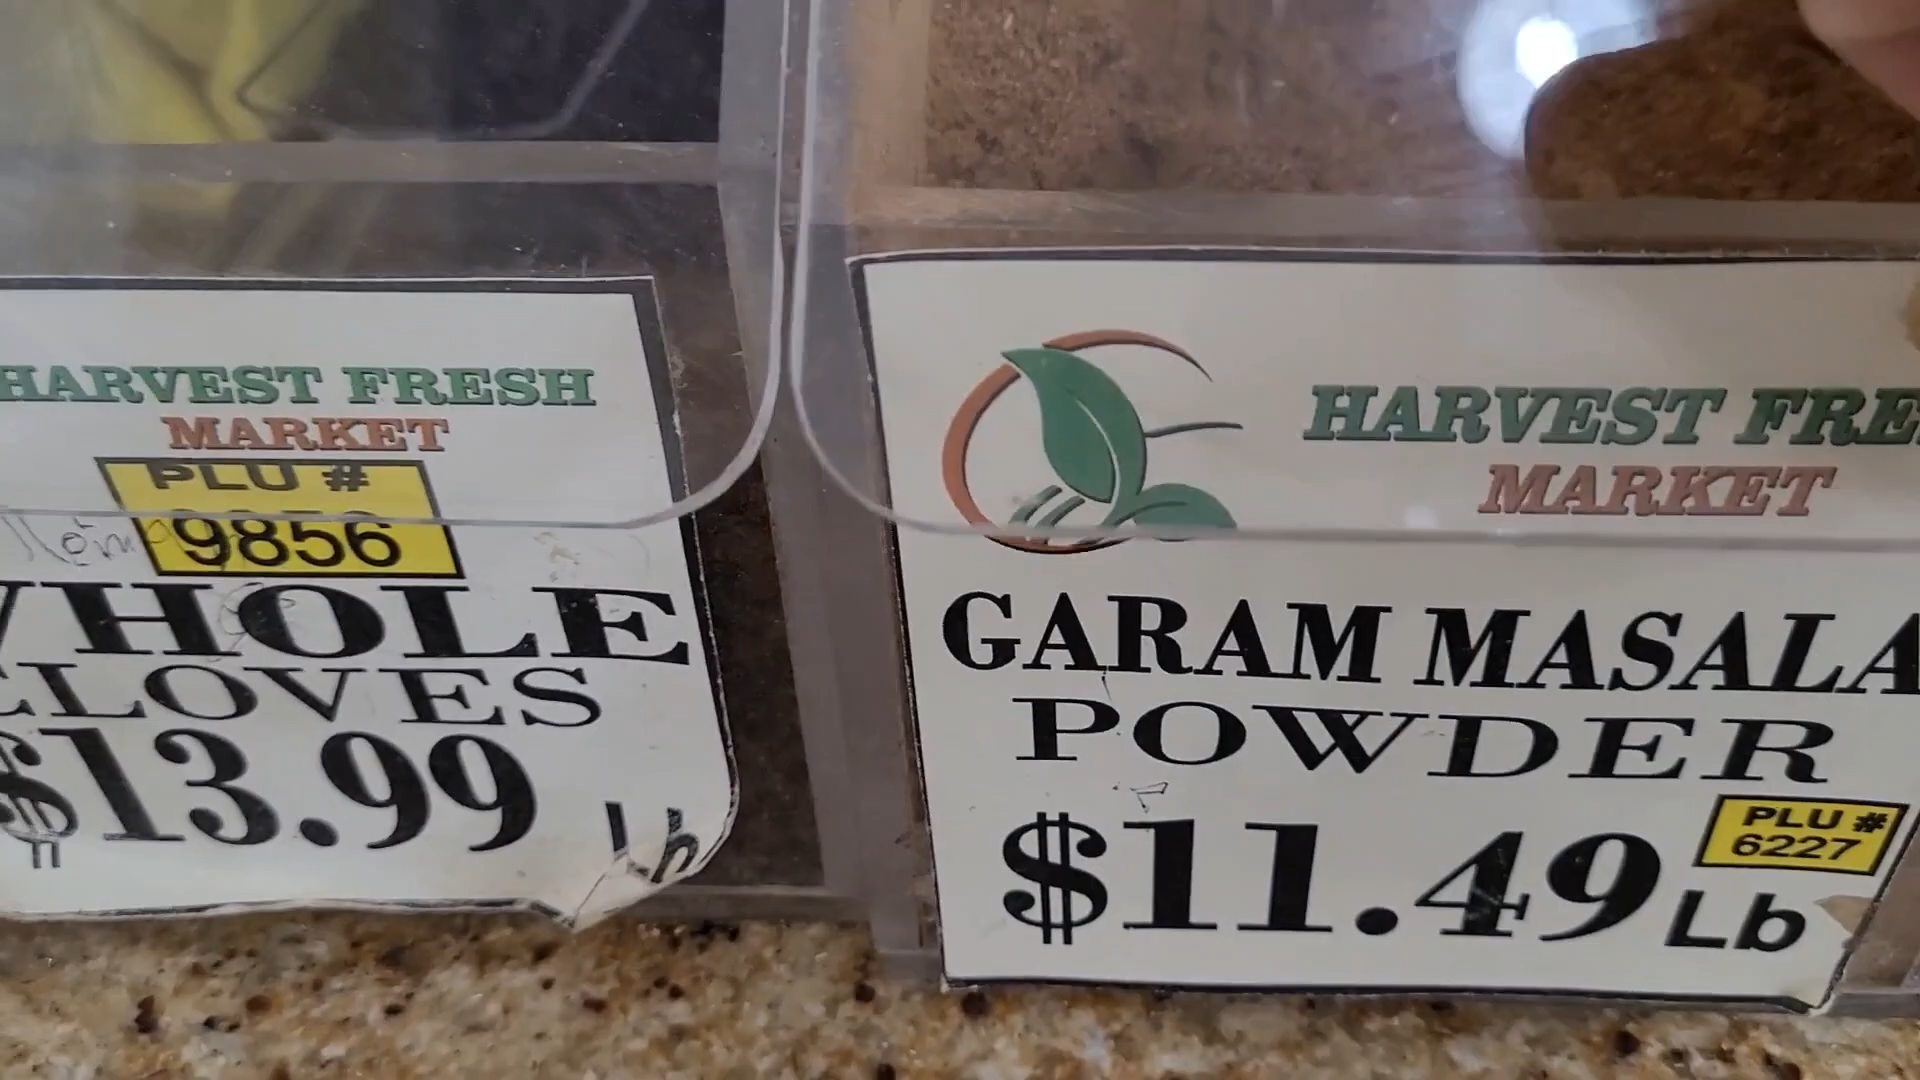 HARVEST FRESH
MARKET
PLU #
9856
WHOLE
CLOVES
$13.99 Lb
HARVEST FRE
MARKET
GARAM MASALA
POWDER
PLU #
6227
$11.49 Lb